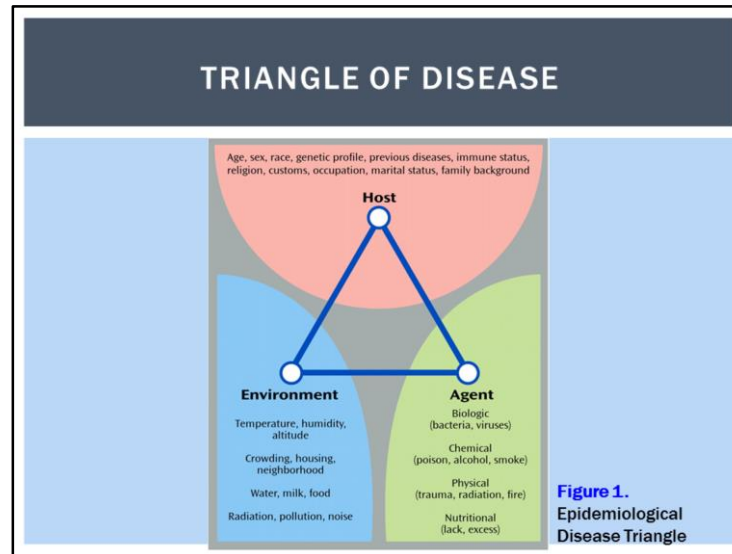 TRIANGLE OF DISEASE
Age, sex, race, genetic profile, previous diseases, immune status,
religion, customs, occupation, marital status, family background
Host
Environment
Temperature, humidity,
altitude
Crowding, housing,
neighborhood
Water, milk, food
Radiation, pollution, noise
Agent
Biologic
(bacteria, viruses)
Chemical
(poison, alcohol, smoke)
Physical
(trauma, radiation, fire)
Nutritional
(lack, excess)
Figure 1.
Epidemiological
Disease Triangle